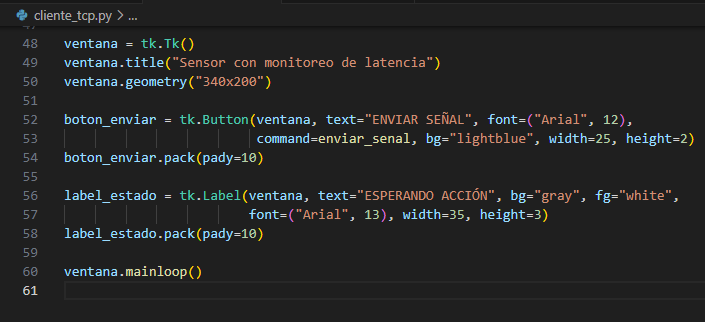 cliente_tcp.py > ...
47
48 ventana = tk.Tk()
49 ventana.title("Sensor con monitoreo de latencia")
50 ventana.geometry("340x200")
51
52 boton_enviar = tk.Button(ventana, text="ENVIAR SEÑAL", font=("Arial", 12),
53                          command=enviar_senal, bg="lightblue", width=25, height=2)
54 boton_enviar.pack(pady=10)
55
56 label_estado = tk.Label(ventana, text="ESPERANDO ACCIÓN", bg="gray", fg="white",
57                         font=("Arial", 13), width=35, height=3)
58 label_estado.pack(pady=10)
59
60 ventana.mainloop()
61